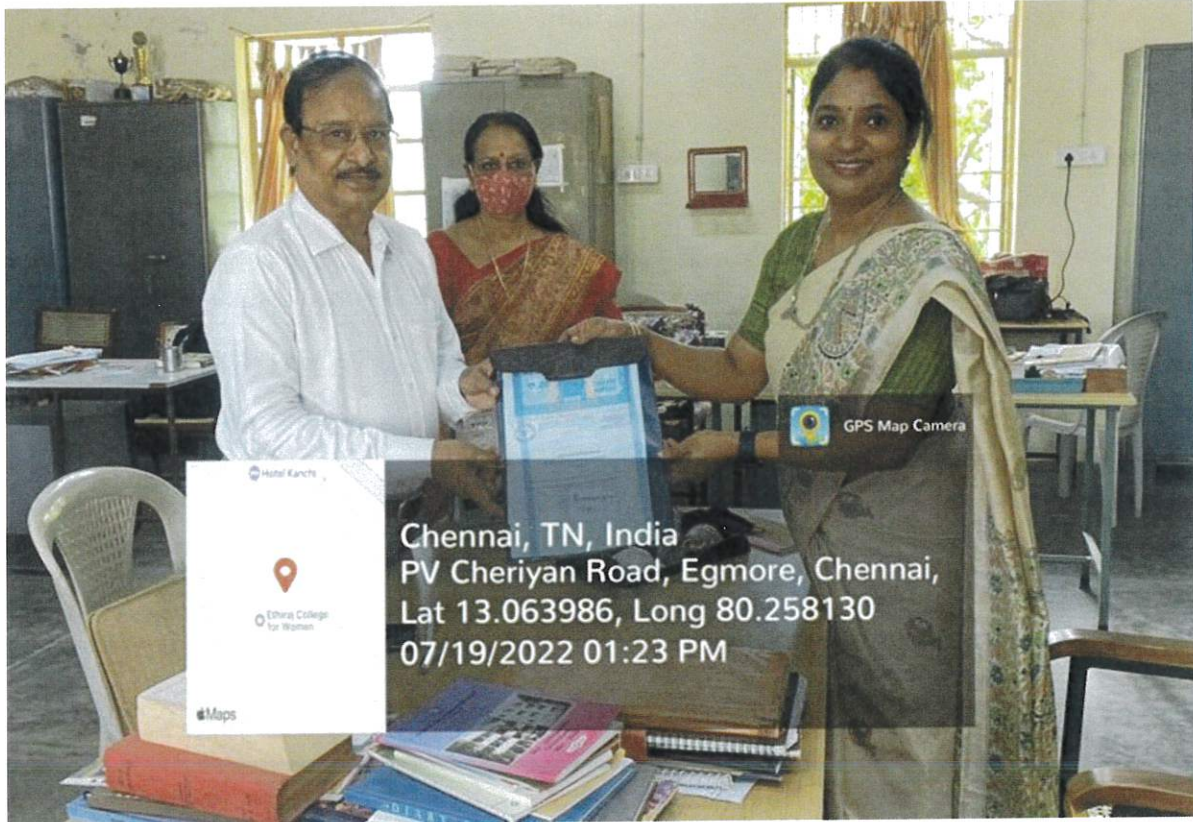 GPS Map Camera
Hotel Kanchi
Ethiraj College
for Women
Maps
Chennai, TN, India
PV Cheriyan Road, Egmore, Chennai,
Lat 13.063986, Long 80.258130
07/19/2022 01:23 PM
DIARY